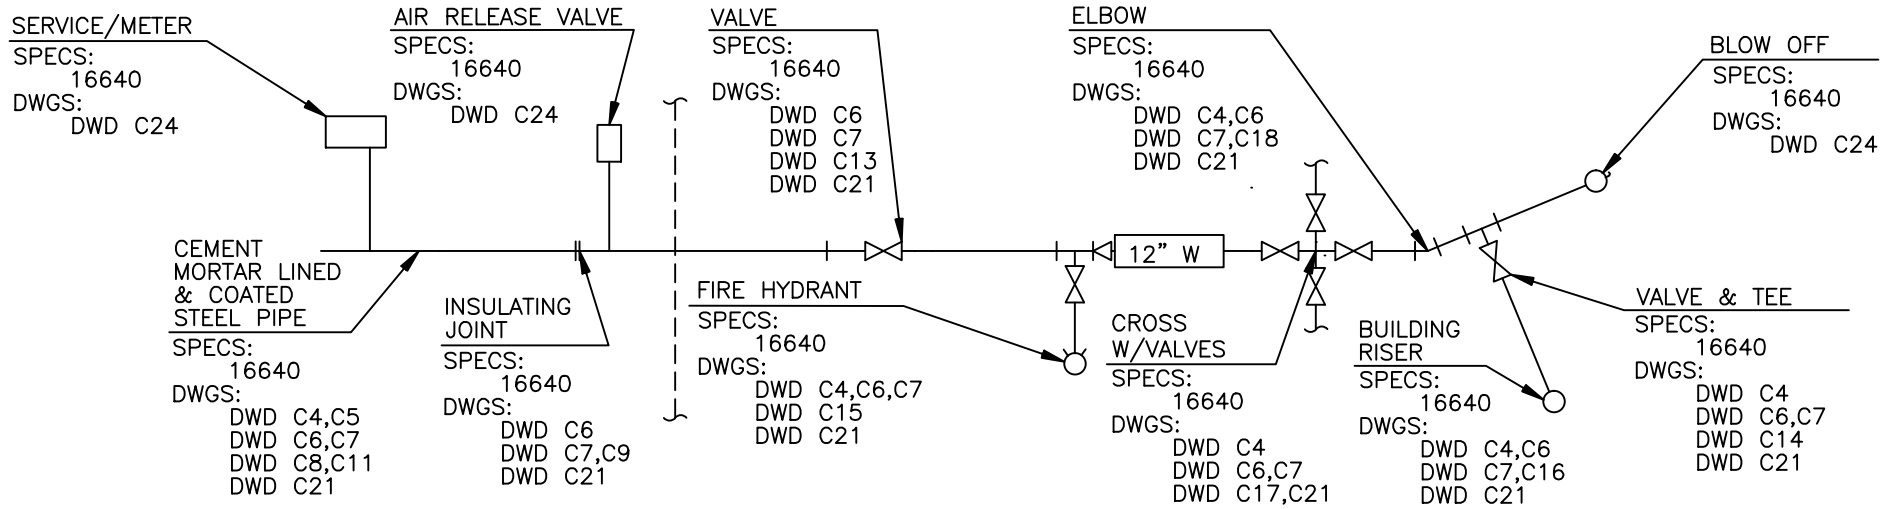 SERVICE/METER
SPECS:
16640
DWGS:
DWD C24
AIR RELEASE VALVE
SPECS:
16640
DWGS:
DWD C24
VALVE
SPECS:
16640
DWGS:
DWD C6
DWD C7
DWD C13
DWD C21
ELBOW
SPECS:
16640
DWGS:
DWD C4,C6
DWD C7,C18
DWD C21
BLOW OFF
SPECS:
16640
DWGS:
DWD C24
12" W
CEMENT
MORTAR LINED
& COATED
STEEL PIPE
SPECS:
16640
DWGS:
DWD C4,C5
DWD C6,C7
DWD C8,C11
DWD C21
INSULATING
JOINT
SPECS:
16640
DWGS:
DWD C6
DWD C7,C9
DWD C21
FIRE HYDRANT
SPECS:
16640
DWGS:
DWD C4,C6,C7
DWD C15
DWD C21
CROSS
W/VALVES
SPECS:
16640
DWGS:
DWD C4
DWD C6,C7
DWD C17,C21
BUILDING
RISER
SPECS:
16640
DWGS:
DWD C4,C6
DWD C7,C16
DWD C21
VALVE & TEE
SPECS:
16640
DWGS:
DWD C4
DWD C6,C7
DWD C14
DWD C21